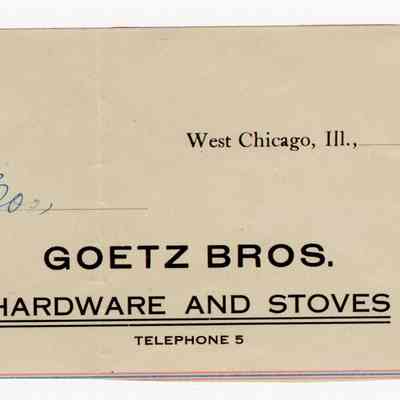 West Chicago, Ill.,
GOETZ BROS.
HARDWARE AND STOVES
TELEPHONE 5